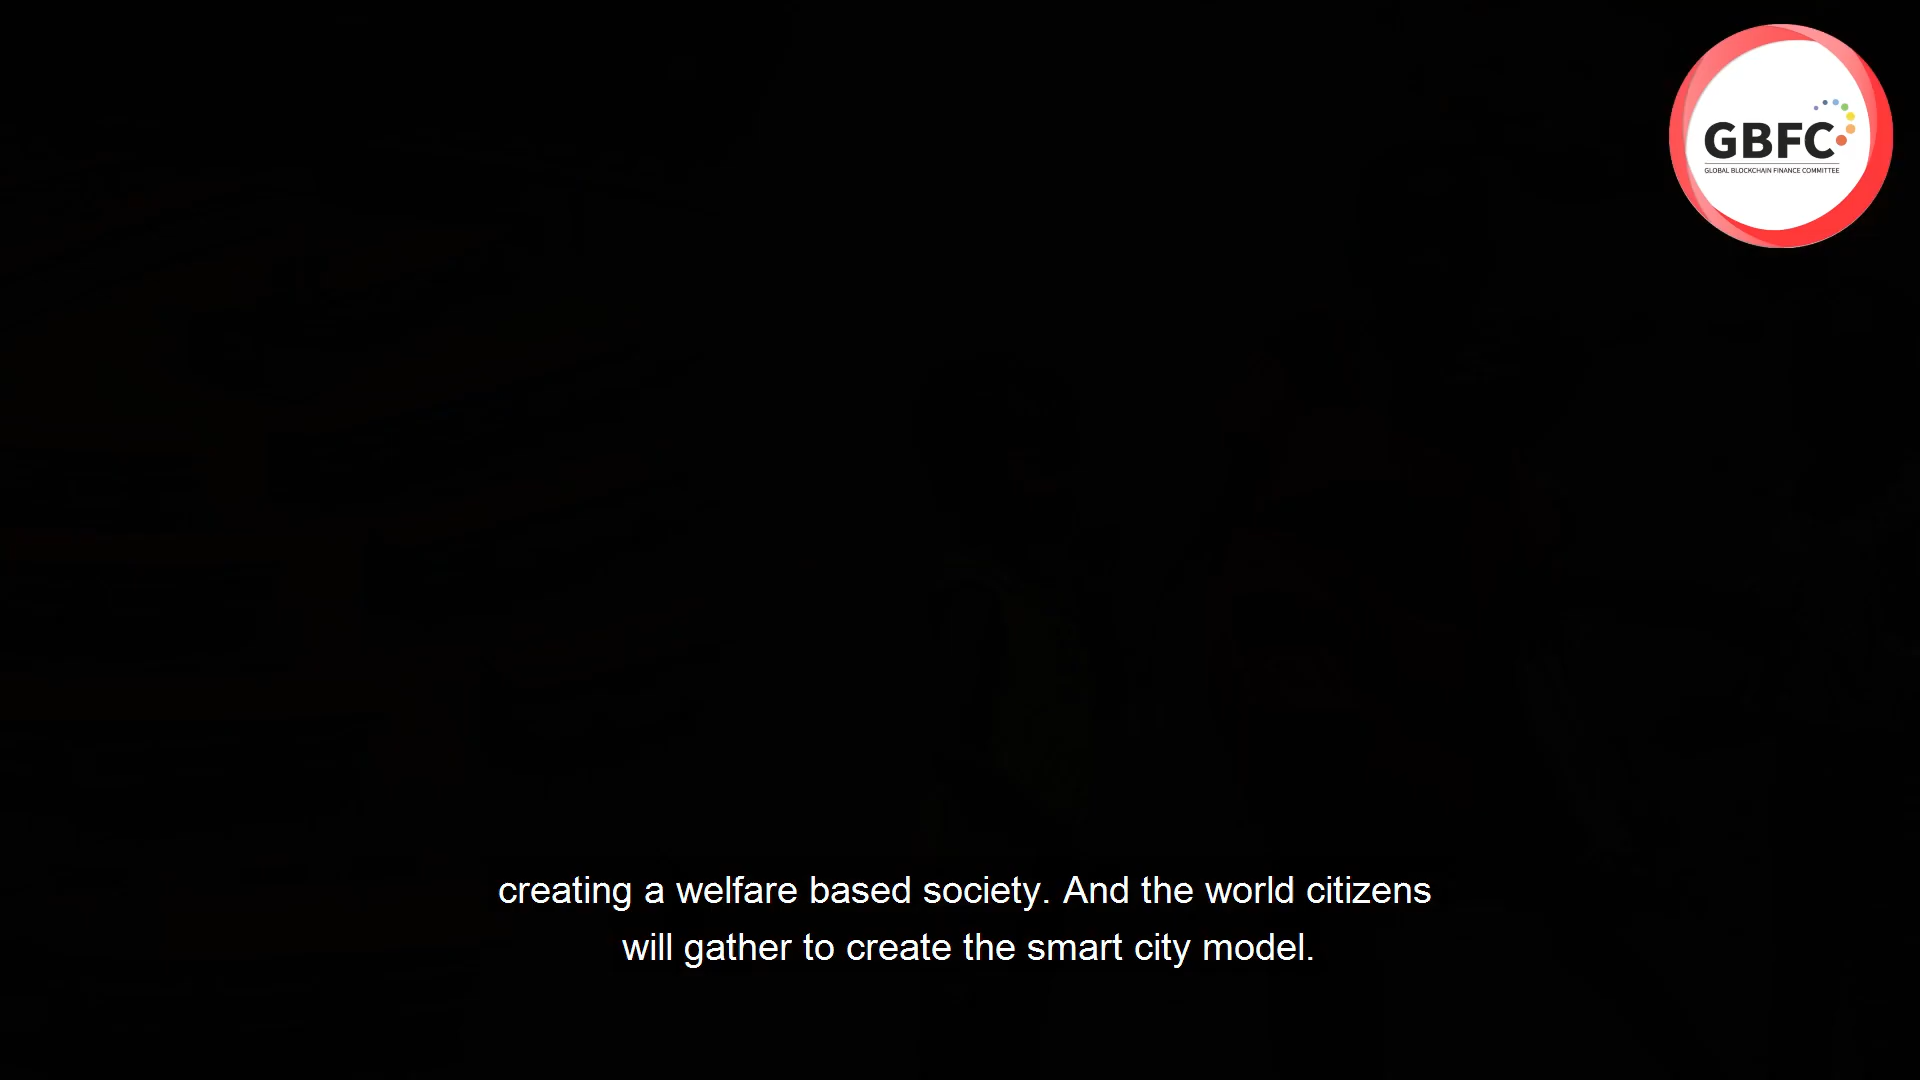 GBFC
GLOBAL BLOCKCHAIN FINANCE COMMITTEE
creating a welfare based society. And the world citizens
will gather to create the smart city model.